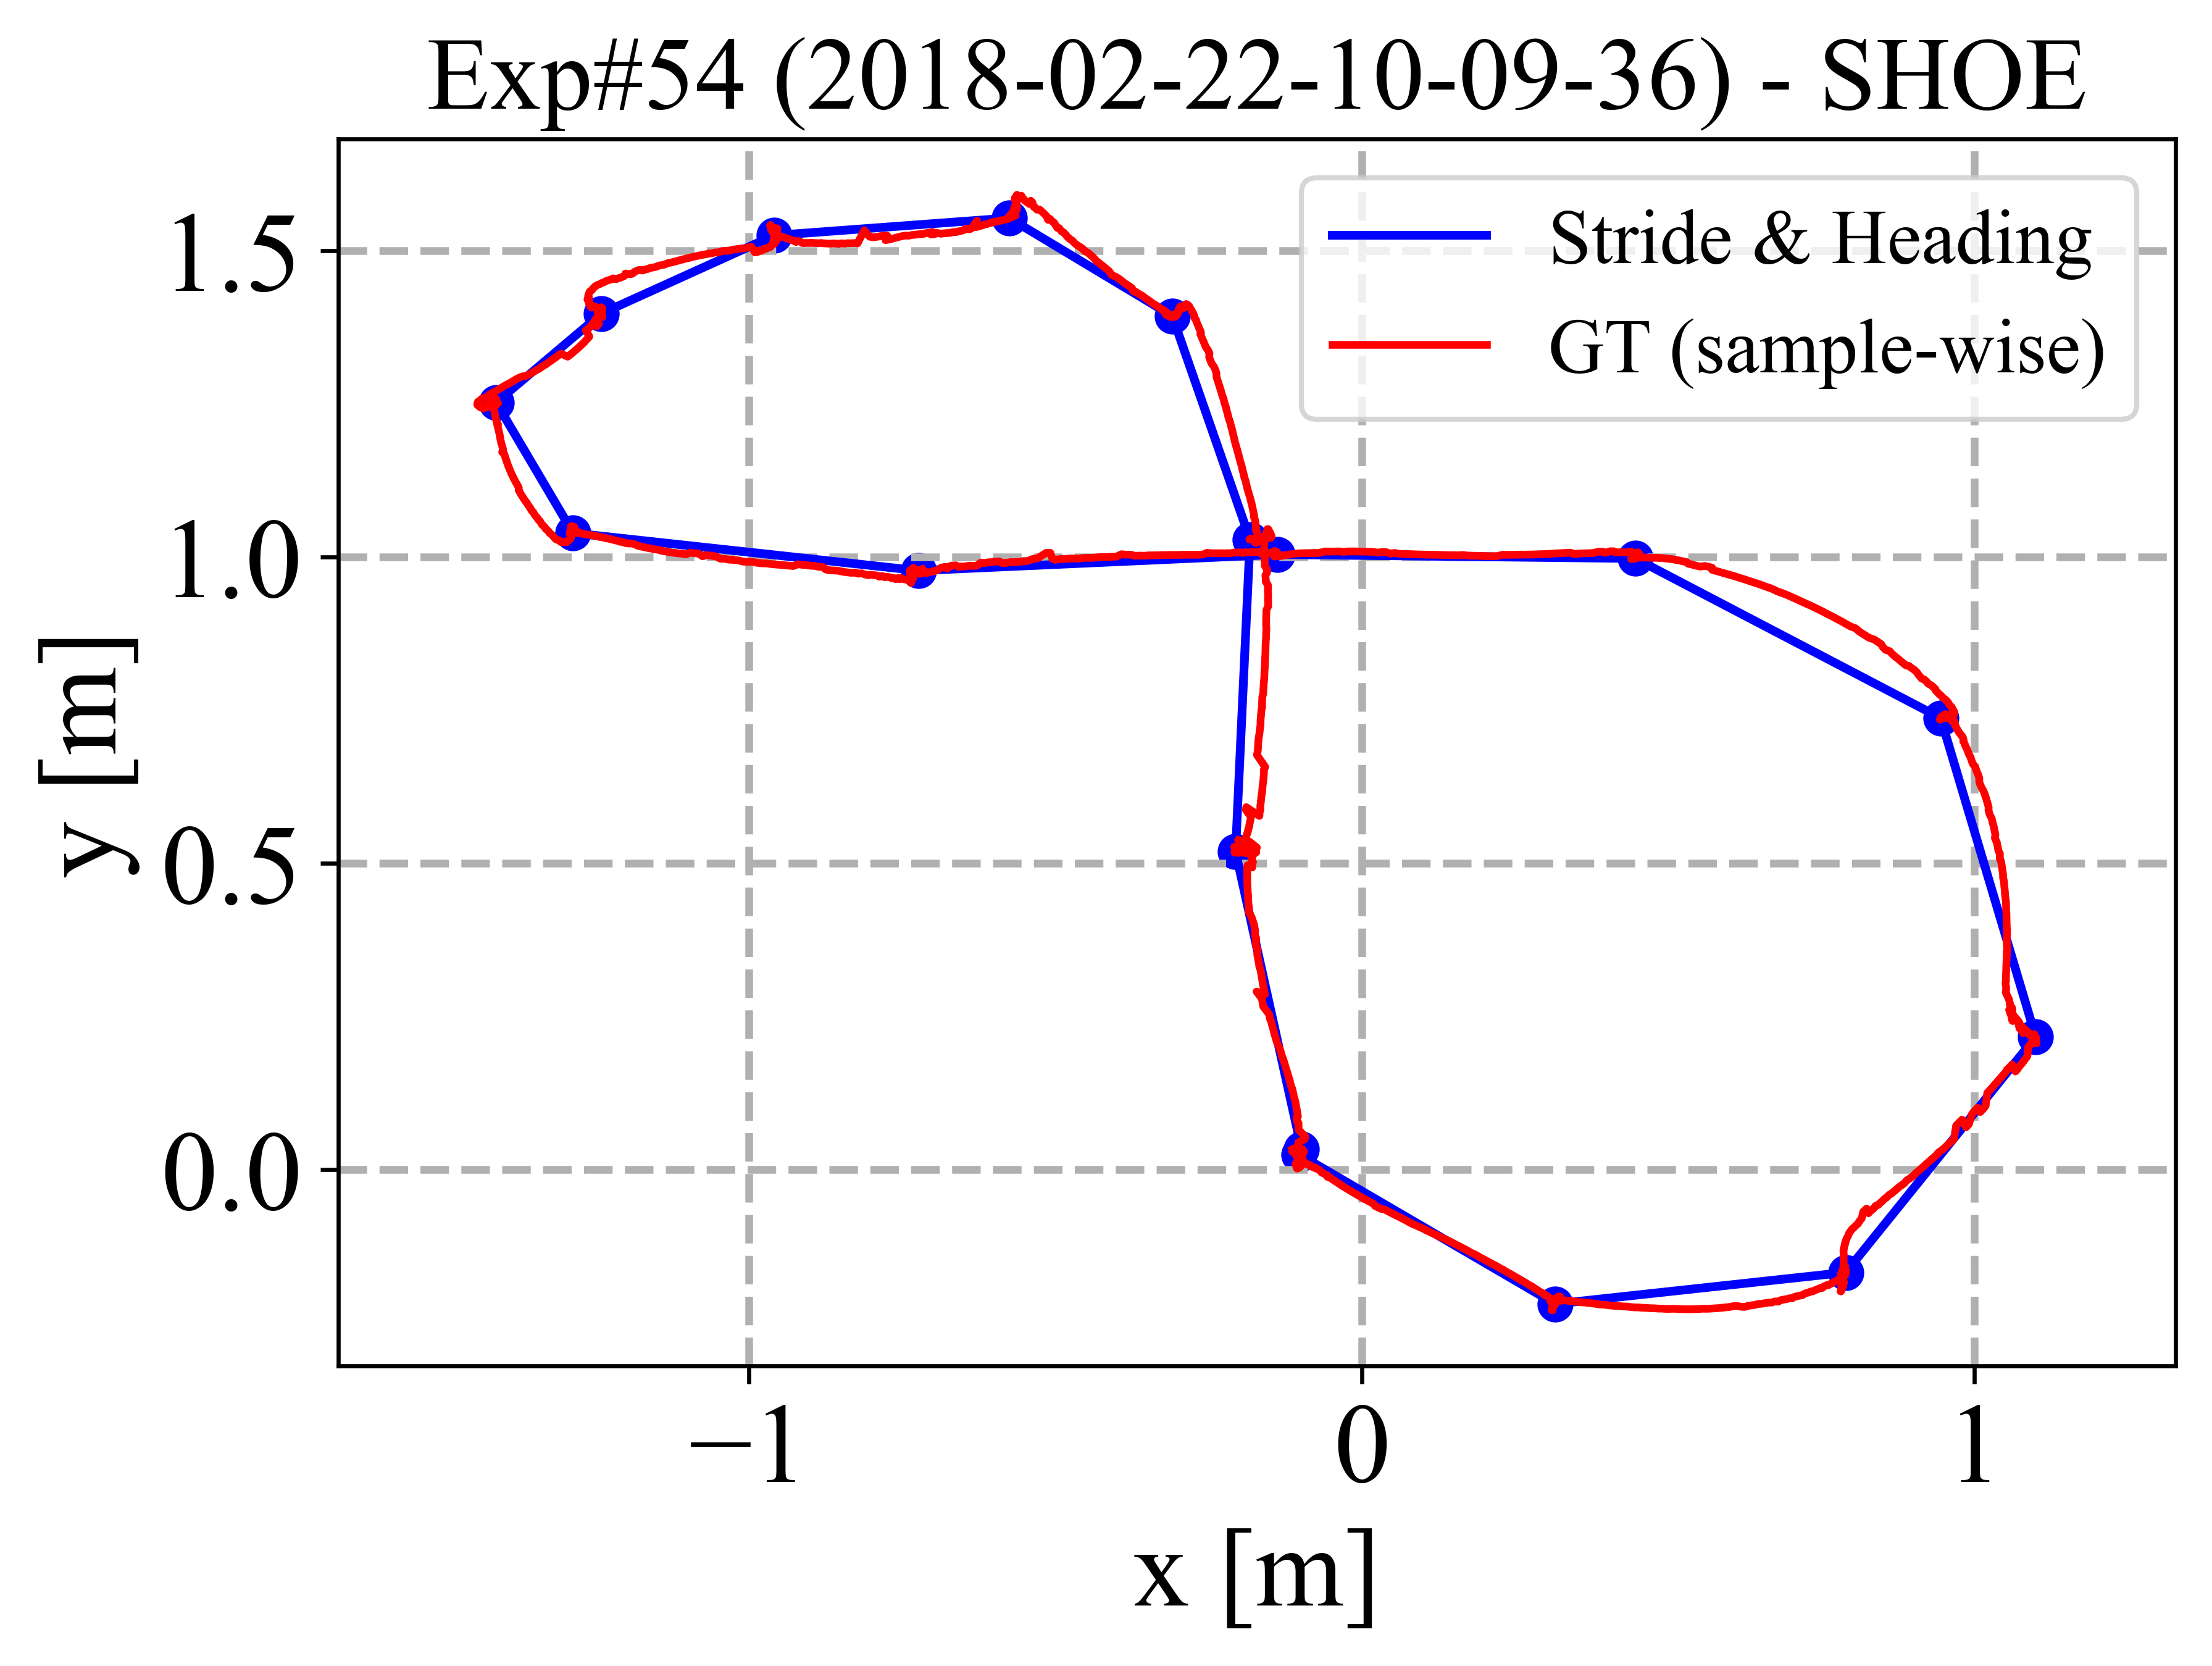 Exp#54 (2018-02-22-10-09-36) - SHOE
Stride & Heading
GT (sample-wise)
y [m]
1.5
1.0
0.5
0.0
−1 0 1
x [m]